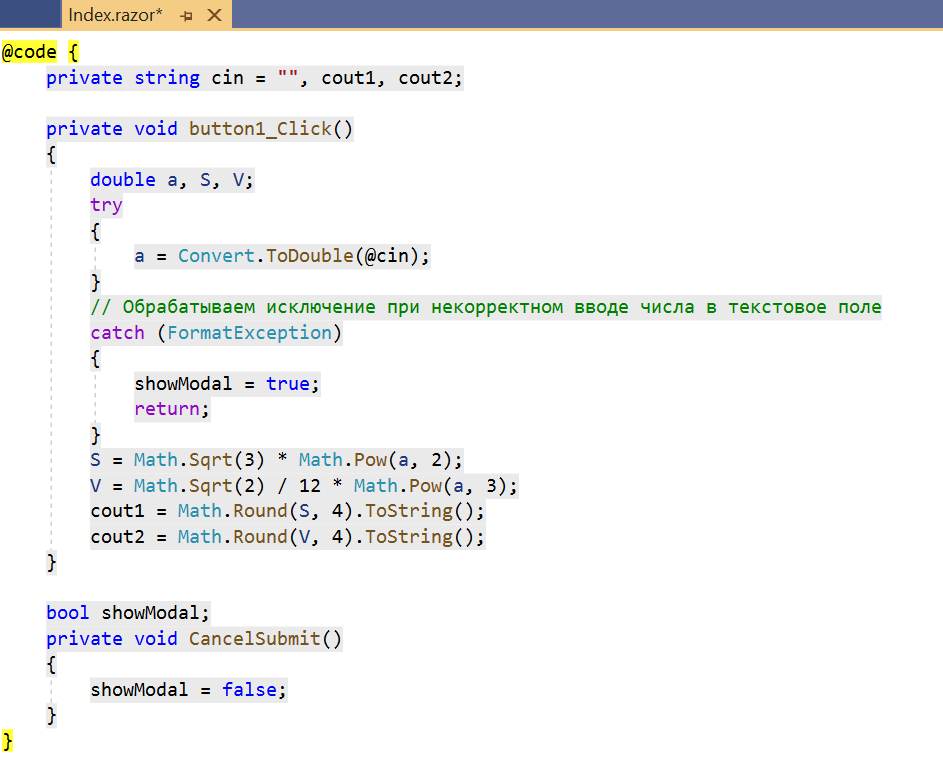 Index.razor*
@code {
    private string cin = "", cout1, cout2;

    private void button1_Click()
    {
        double a, S, V;
        try
        {
            a = Convert.ToDouble(@cin);
        }
        // Обрабатываем исключение при некорректном вводе числа в текстовое поле
        catch (FormatException)
        {
            showModal = true;
            return;
        }
        S = Math.Sqrt(3) * Math.Pow(a, 2);
        V = Math.Sqrt(2) / 12 * Math.Pow(a, 3);
        cout1 = Math.Round(S, 4).ToString();
        cout2 = Math.Round(V, 4).ToString();
    }

    bool showModal;
    private void CancelSubmit()
    {
        showModal = false;
    }
}